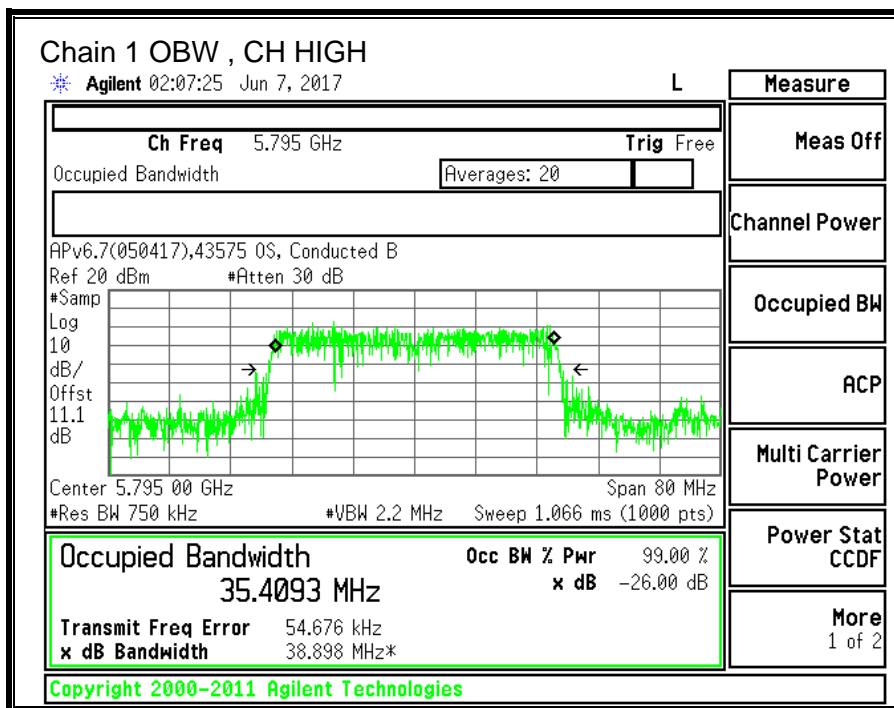 Chain 1 OBW , CH HIGH
Agilent 02:07:25 Jun 7, 2017 L
Measure
Ch Freq 5.795 GHz Trig Free
Meas Off
Occupied Bandwidth Averages: 20
Channel Power
APv6.7(050417),43575 OS, Conducted B
Ref 20 dBm #Atten 30 dB
#Samp
Log
10
dB/
Offst
11.1
dB
Occupied BW
ACP
Multi Carrier
Power
Center 5.795 00 GHz Span 80 MHz
#Res BW 750 kHz #VBW 2.2 MHz Sweep 1.066 ms (1000 pts)
Power Stat
CCDF
Occupied Bandwidth Occ BW % Pwr 99.00 %
35.4093 MHz x dB -26.00 dB
Transmit Freq Error 54.676 kHz
x dB Bandwidth 38.898 MHz*
More
1 of 2
Copyright 2000-2011 Agilent Technologies